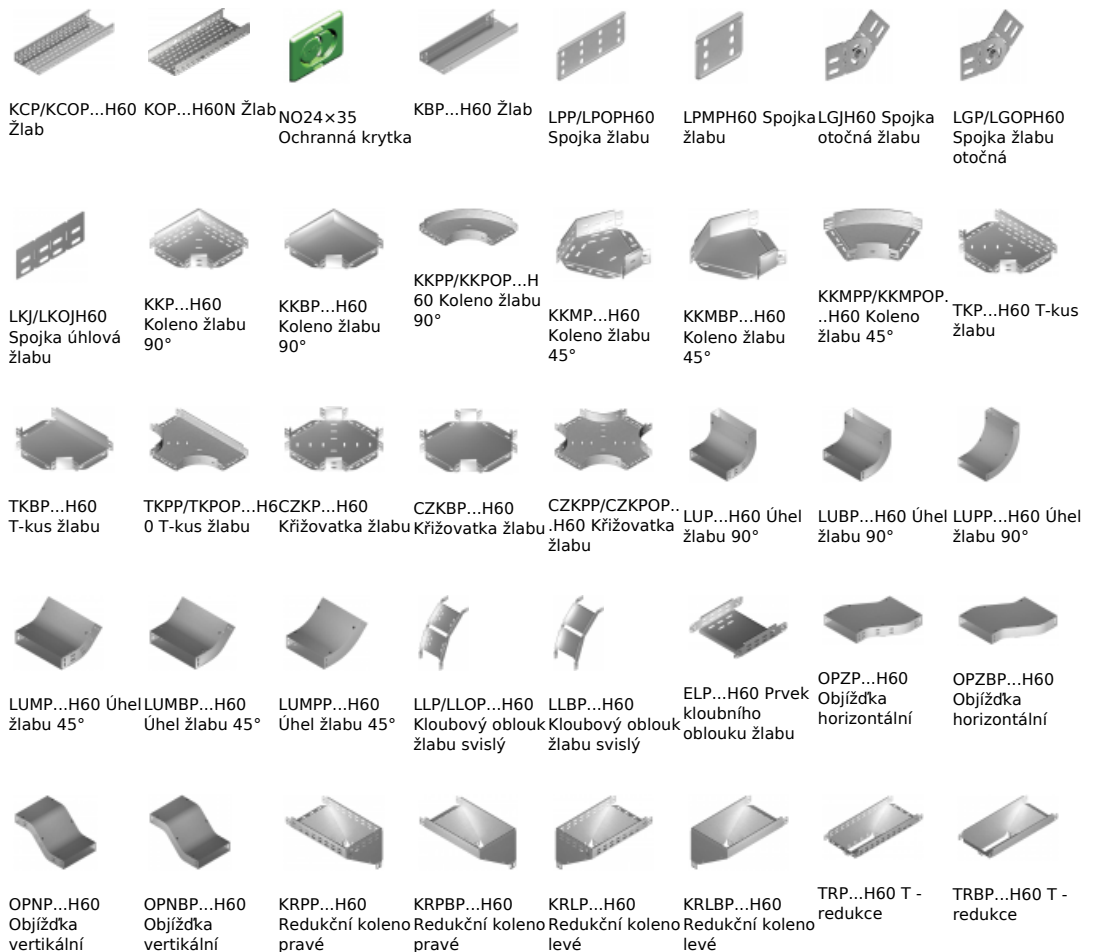 KCP/KCOP...H60
Žlab
KOP...H60N Žlab
NO24×35
Ochranná krytka
KBP...H60 Žlab
LPP/LPOPH60
Spojka žlabu
LPMPH60 Spojka
žlabu
LGJH60 Spojka
otočná žlabu
LGP/LGOPH60
Spojka žlabu
otočná
LKJ/LKOJH60
Spojka úhlová
žlabu
KKP...H60
Koleno žlabu
90°
KKBP...H60
Koleno žlabu
90°
KKPP/KKPOP...H
60 Koleno žlabu
90°
KKMP...H60
Koleno žlabu
45°
KKMBP...H60
Koleno žlabu
45°
KKMPP/KKMPOP.
..H60 Koleno
žlabu 45°
TKP...H60 T-kus
žlabu
TKBP...H60
T-kus žlabu
TKPP/TKPOP...H6
0 T-kus žlabu
CZKP...H60
Křižovatka žlabu
CZKBP...H60
Křižovatka žlabu
CZKPP/CZKPOP..
.H60 Křižovatka
žlabu
LUP...H60 Úhel
žlabu 90°
LUBP...H60 Úhel
žlabu 90°
LUPP...H60 Úhel
žlabu 90°
LUMP...H60 Úhel
žlabu 45°
LUMBP...H60
Úhel žlabu 45°
LUMPP...H60
Úhel žlabu 45°
LLP/LLOP...H60
Kloubový oblouk
žlabu svislý
LLBP...H60
Kloubový oblouk
žlabu svislý
ELP...H60 Prvek
kloubního
oblouku žlabu
OPZP...H60
Objížďka
horizontální
OPZBP...H60
Objížďka
horizontální
OPNP...H60
Objížďka
vertikální
OPNBP...H60
Objížďka
vertikální
KRPP...H60
Redukční koleno
pravé
KRPBP...H60
Redukční koleno
pravé
KRLP...H60
Redukční koleno
levé
KRLBP...H60
Redukční koleno
levé
TRP...H60 T -
redukce
TRBP...H60 T -
redukce